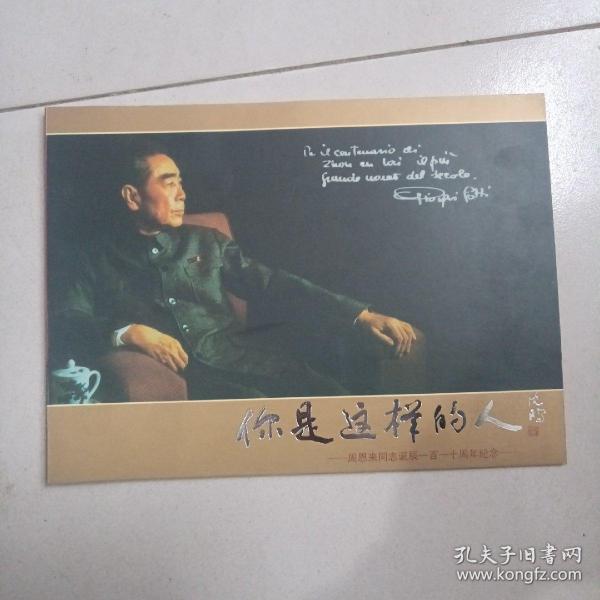 Per il centenario di
Zhou en lai il più
grande uomo del secolo.
Giorgio Lotti
你是这样的人
沈鹏
——周恩来同志诞辰一百一十周年纪念——
孔夫子旧书网
www.kongfz.com